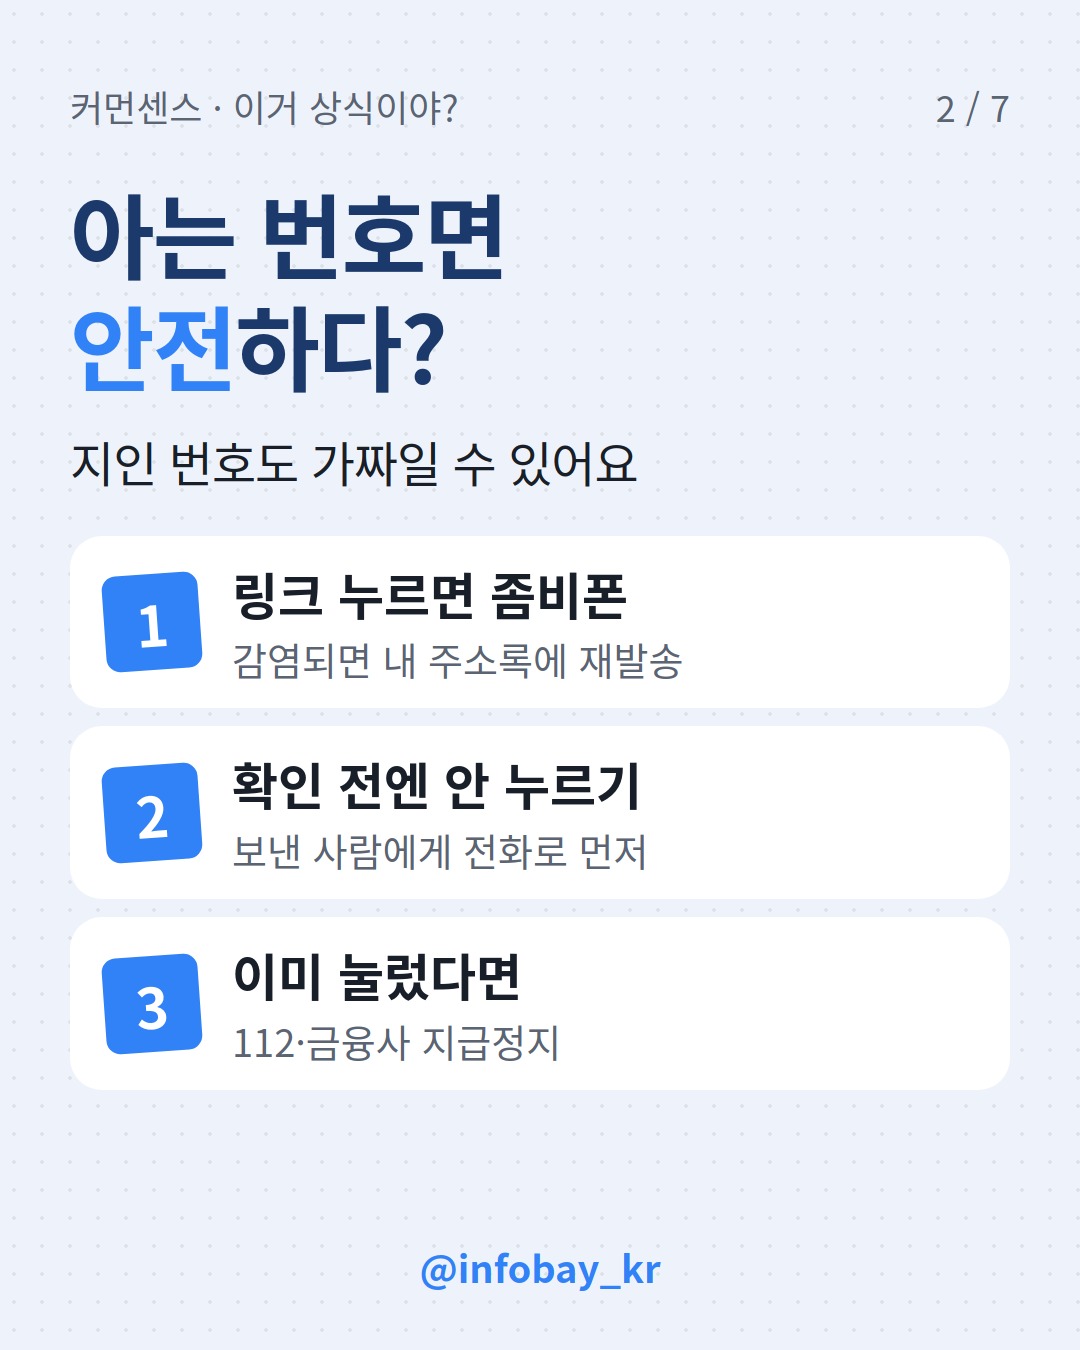 커먼센스 · 이거 상식이야?
2 / 7
아는 번호면
안전하다?
지인 번호도 가짜일 수 있어요
1
링크 누르면 좀비폰
감염되면 내 주소록에 재발송
2
확인 전엔 안 누르기
보낸 사람에게 전화로 먼저
3
이미 눌렀다면
112·금융사 지급정지
@infobay_kr